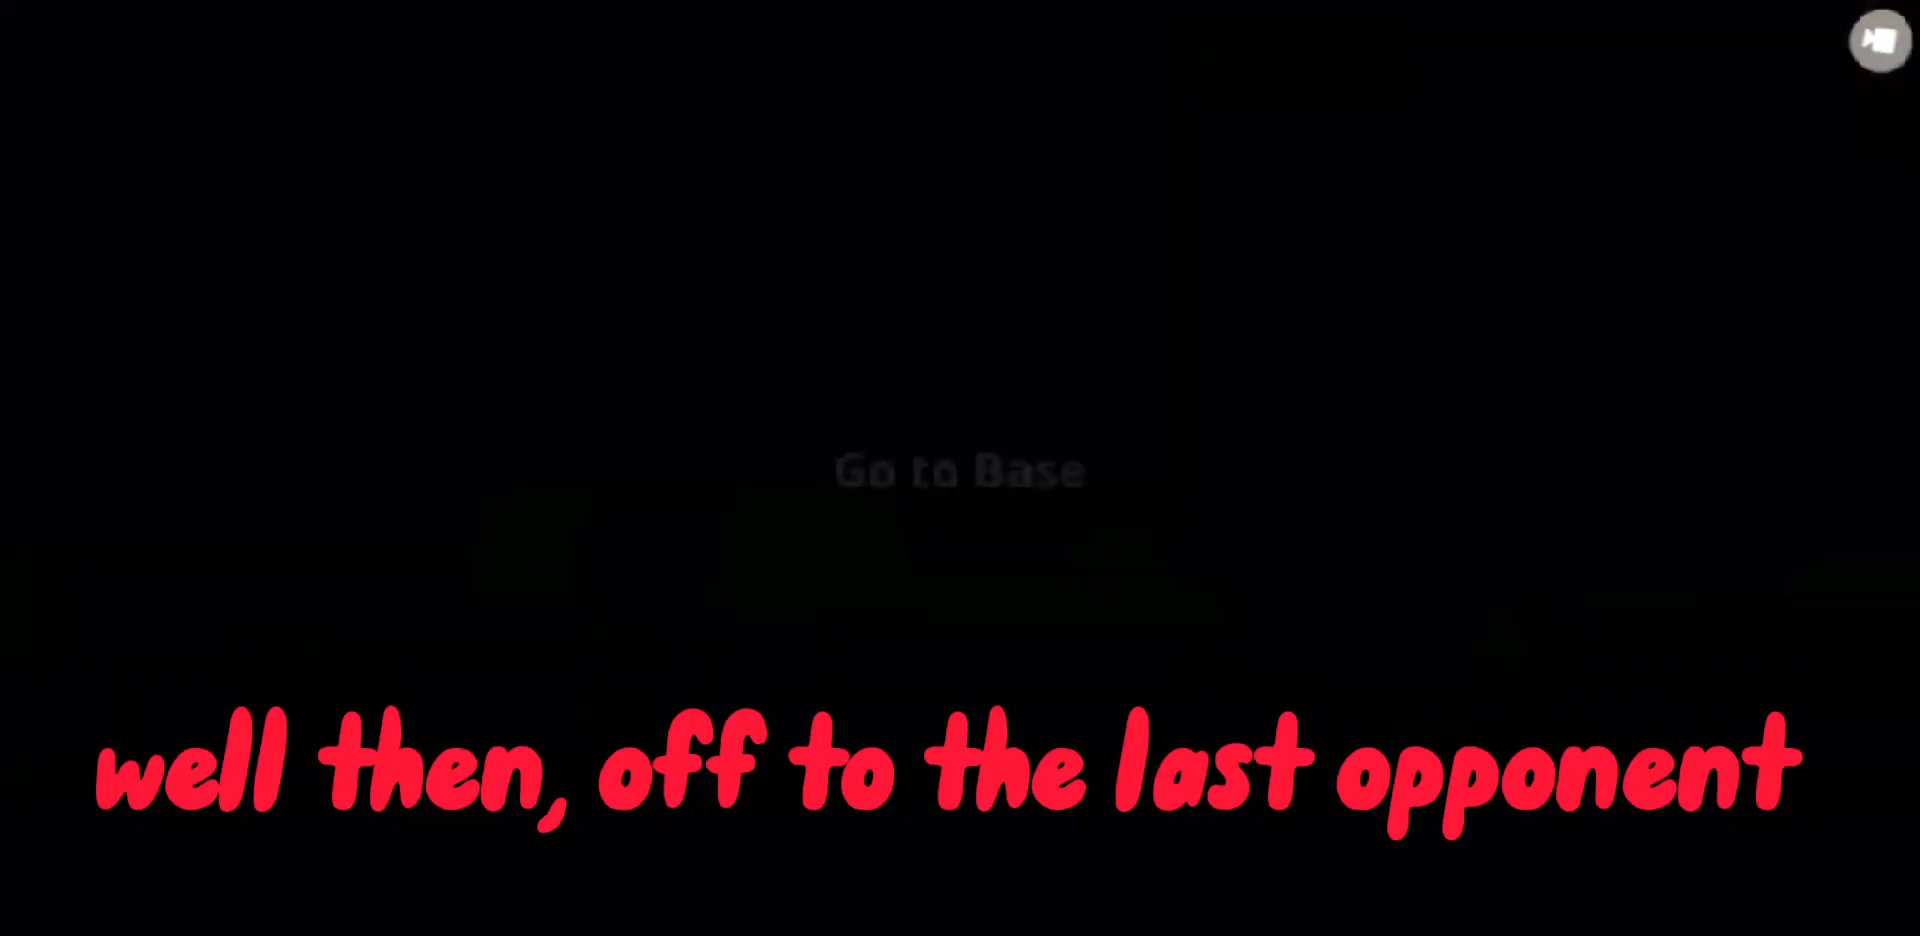 Go to Base
well then, off to the last opponent